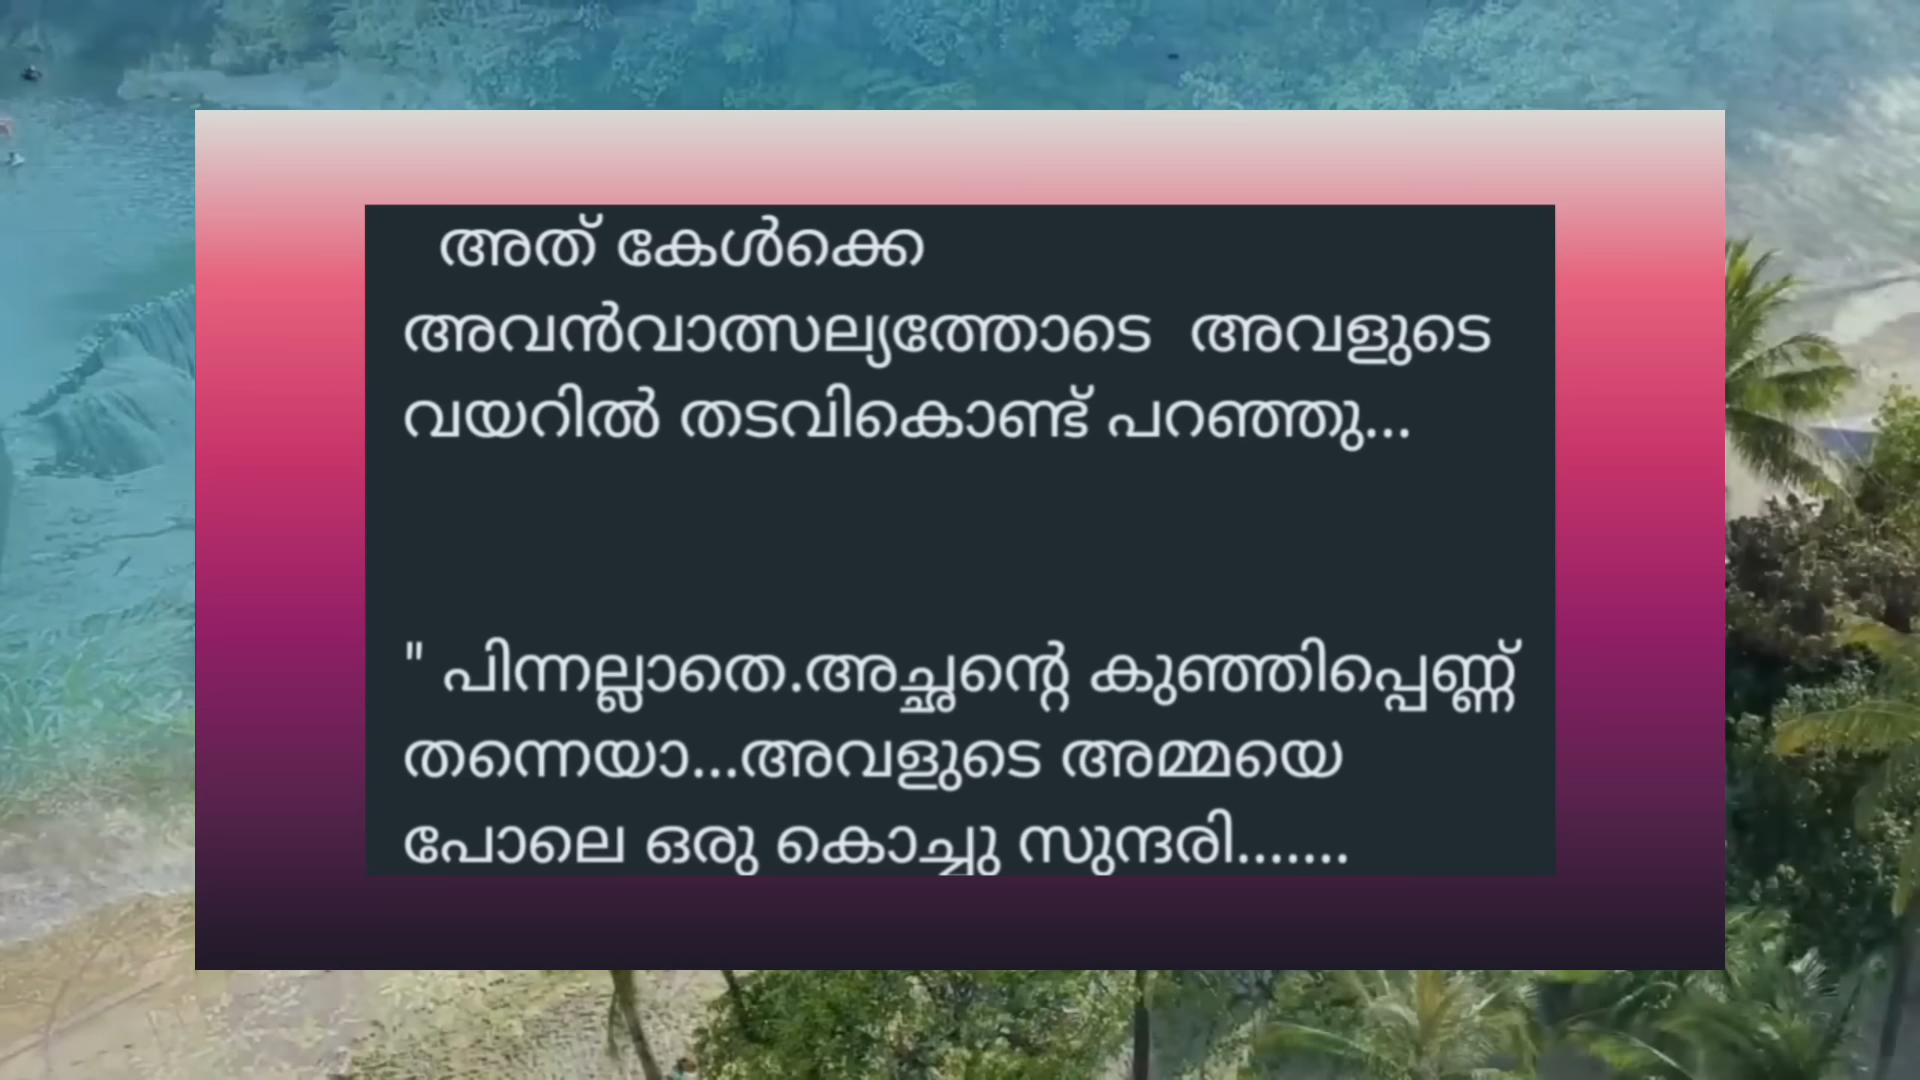 അത് കേൾക്കെ
അവൻവാത്സല്യത്തോടെ  അവളുടെ
വയറിൽ തടവികൊണ്ട് പറഞ്ഞു...
" പിന്നല്ലാതെ.അച്ഛന്റെ കുഞ്ഞിപ്പെണ്ണ്
തന്നെയാ...അവളുടെ അമ്മയെ
പോലെ ഒരു കൊച്ചു സുന്ദരി.......